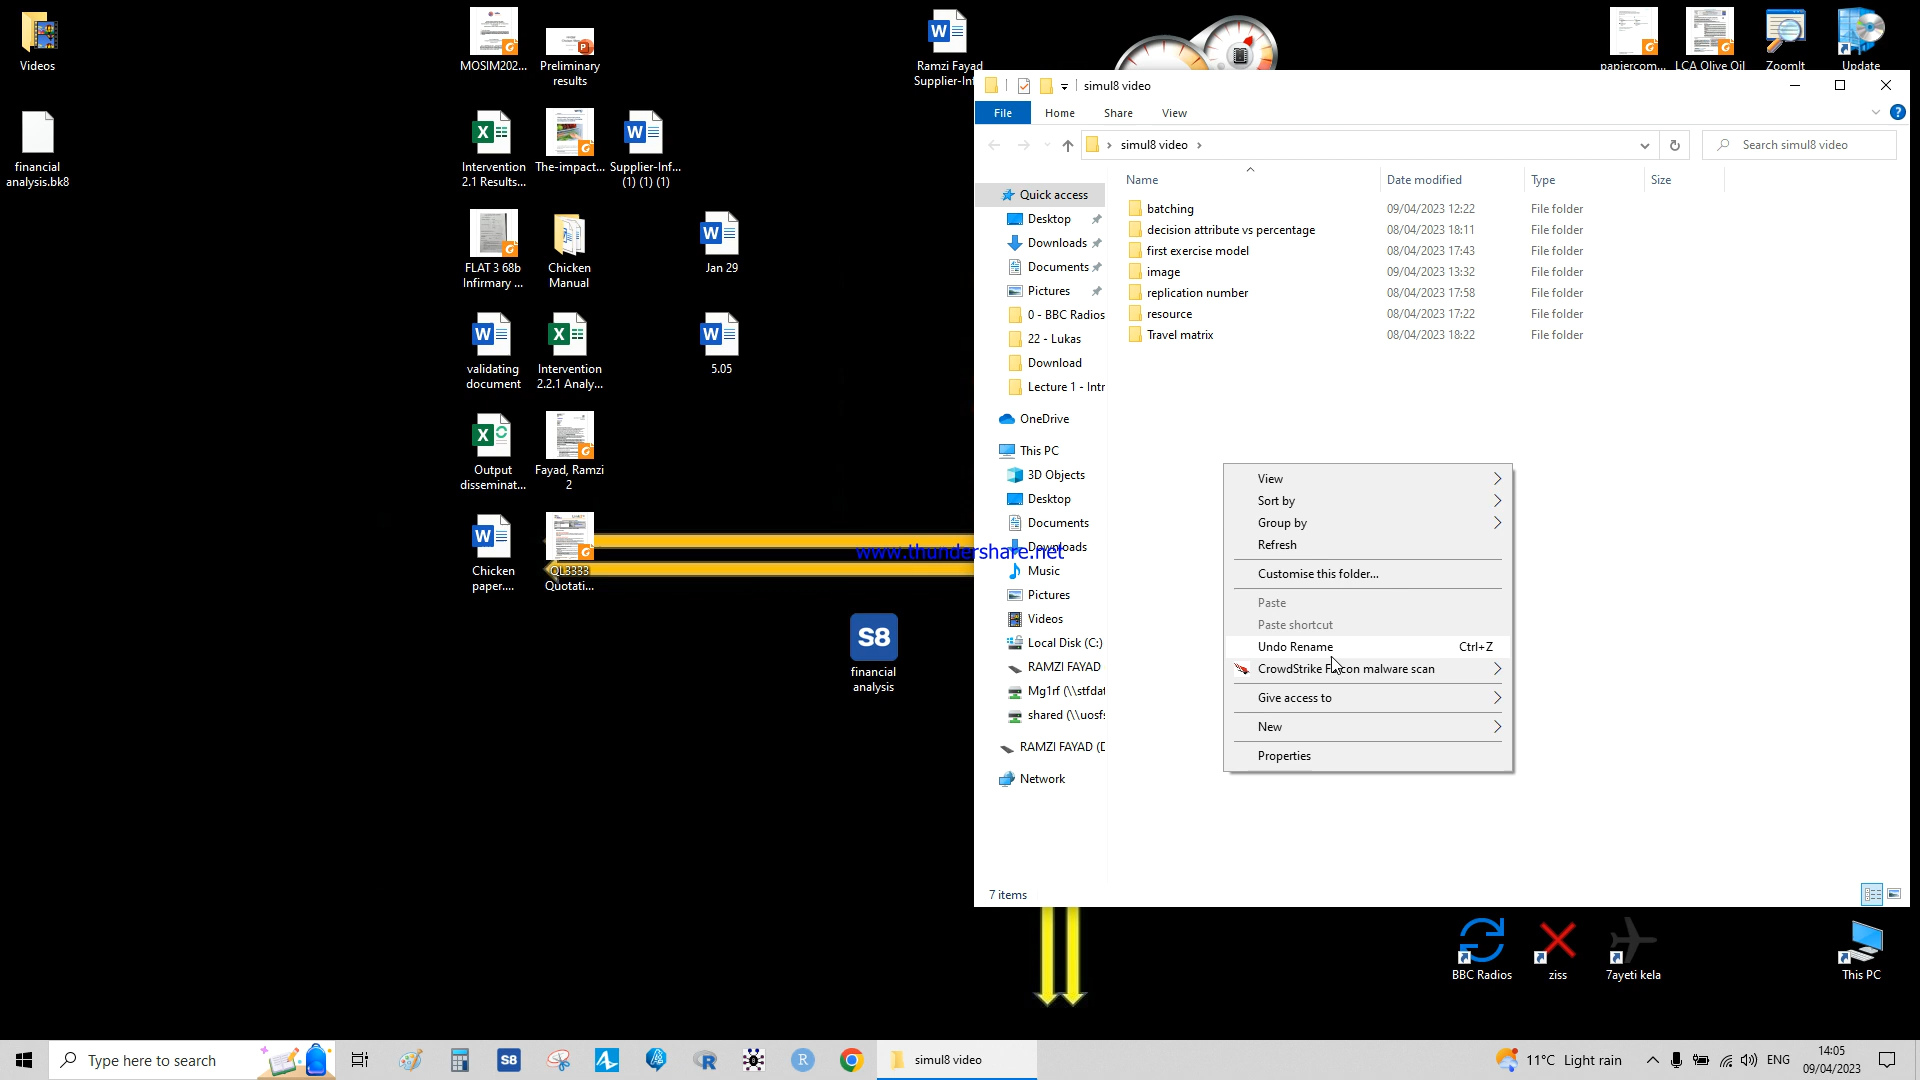 Videos
financial
analysis.bk8
MOSIM202...
Preliminary
results
Intervention
2.1 Results...
The-impact...
Supplier-Inf...
(1) (1) (1)
FLAT 3 68b
Infirmary ...
Chicken
Manual
Jan 29
validating
document
Intervention
2.2.1 Analy...
5.05
Output
disseminat...
Fayad, Ramzi
2
Chicken
paper....
QL3333
Quotati...
S8
financial
analysis
Ramzi Fayad
Supplier-Inf
papiercom...
LCA Olive Oil
ZoomIt
Update
simul8 video
File
Home
Share
View
simul8 video
Search simul8 video
Name
Date modified
Type
Size
batching 09/04/2023 12:22 File folder
decision attribute vs percentage 08/04/2023 18:11 File folder
first exercise model 08/04/2023 17:43 File folder
image 09/04/2023 13:32 File folder
replication number 08/04/2023 17:58 File folder
resource 08/04/2023 17:22 File folder
Travel matrix 08/04/2023 18:22 File folder
Quick access
Desktop
Downloads
Documents
Pictures
0 - BBC Radios
22 - Lukas
Download
Lecture 1 - Intr
OneDrive
This PC
3D Objects
Desktop
Documents
Downloads
Music
Pictures
Videos
Local Disk (C:)
RAMZI FAYAD
Mg1rf (\\stfdat
shared (\\uosfs
RAMZI FAYAD (D
Network
www.thundershare.net
View
Sort by
Group by
Refresh
Customise this folder...
Paste
Paste shortcut
Undo Rename Ctrl+Z
CrowdStrike F con malware scan
Give access to
New
Properties
7 items
BBC Radios
ziss
7ayeti kela
This PC
Type here to search
S8
simul8 video
11°C Light rain
ENG
14:05
09/04/2023